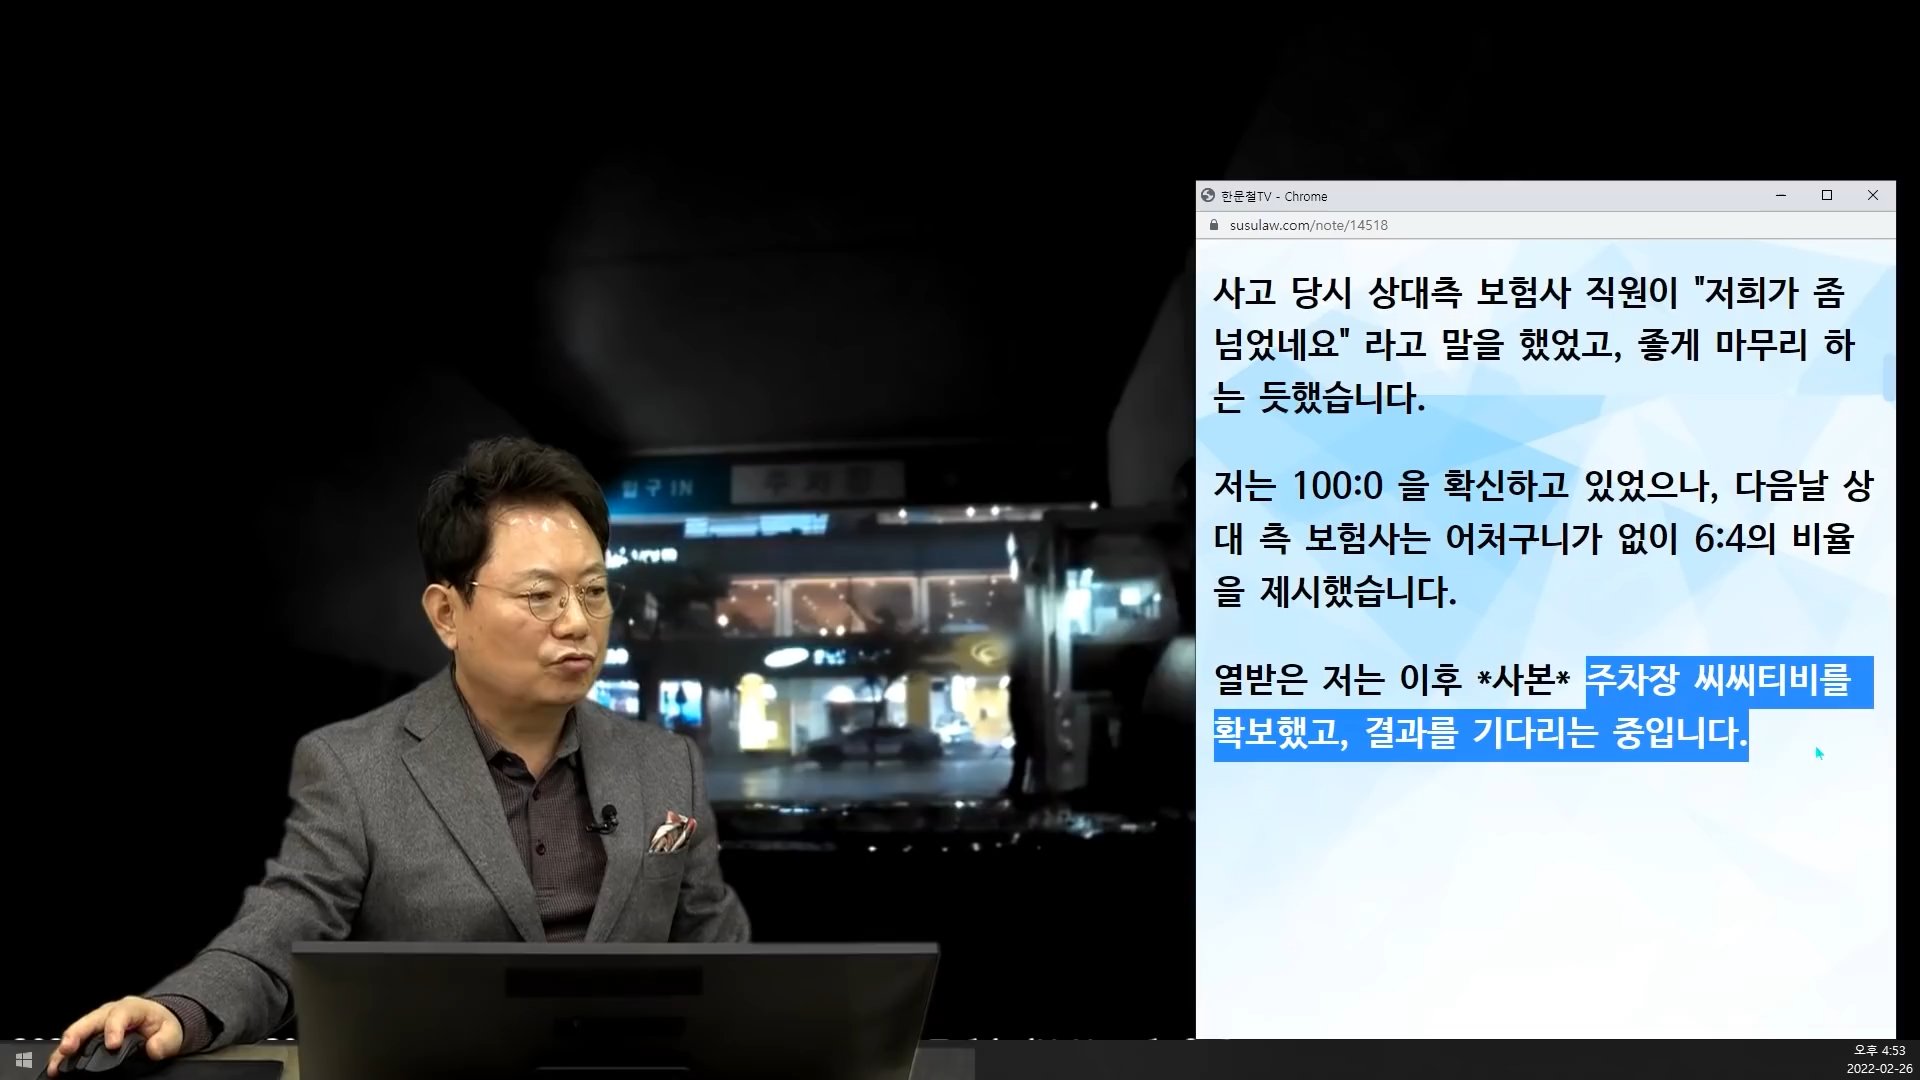 한문철TV - Chrome
susulaw.com/note/14518
사고 당시 상대측 보험사 직원이 "저희가 좀
넘었네요" 라고 말을 했었고, 좋게 마무리 하
는 듯했습니다.
저는 100:0 을 확신하고 있었으나, 다음날 상
대 측 보험사는 어처구니가 없이 6:4의 비율
을 제시했습니다.
열받은 저는 이후 *사본* 주차장 씨씨티비를
확보했고, 결과를 기다리는 중입니다.
입구 IN
주차장
오후 4:53
2022-02-26